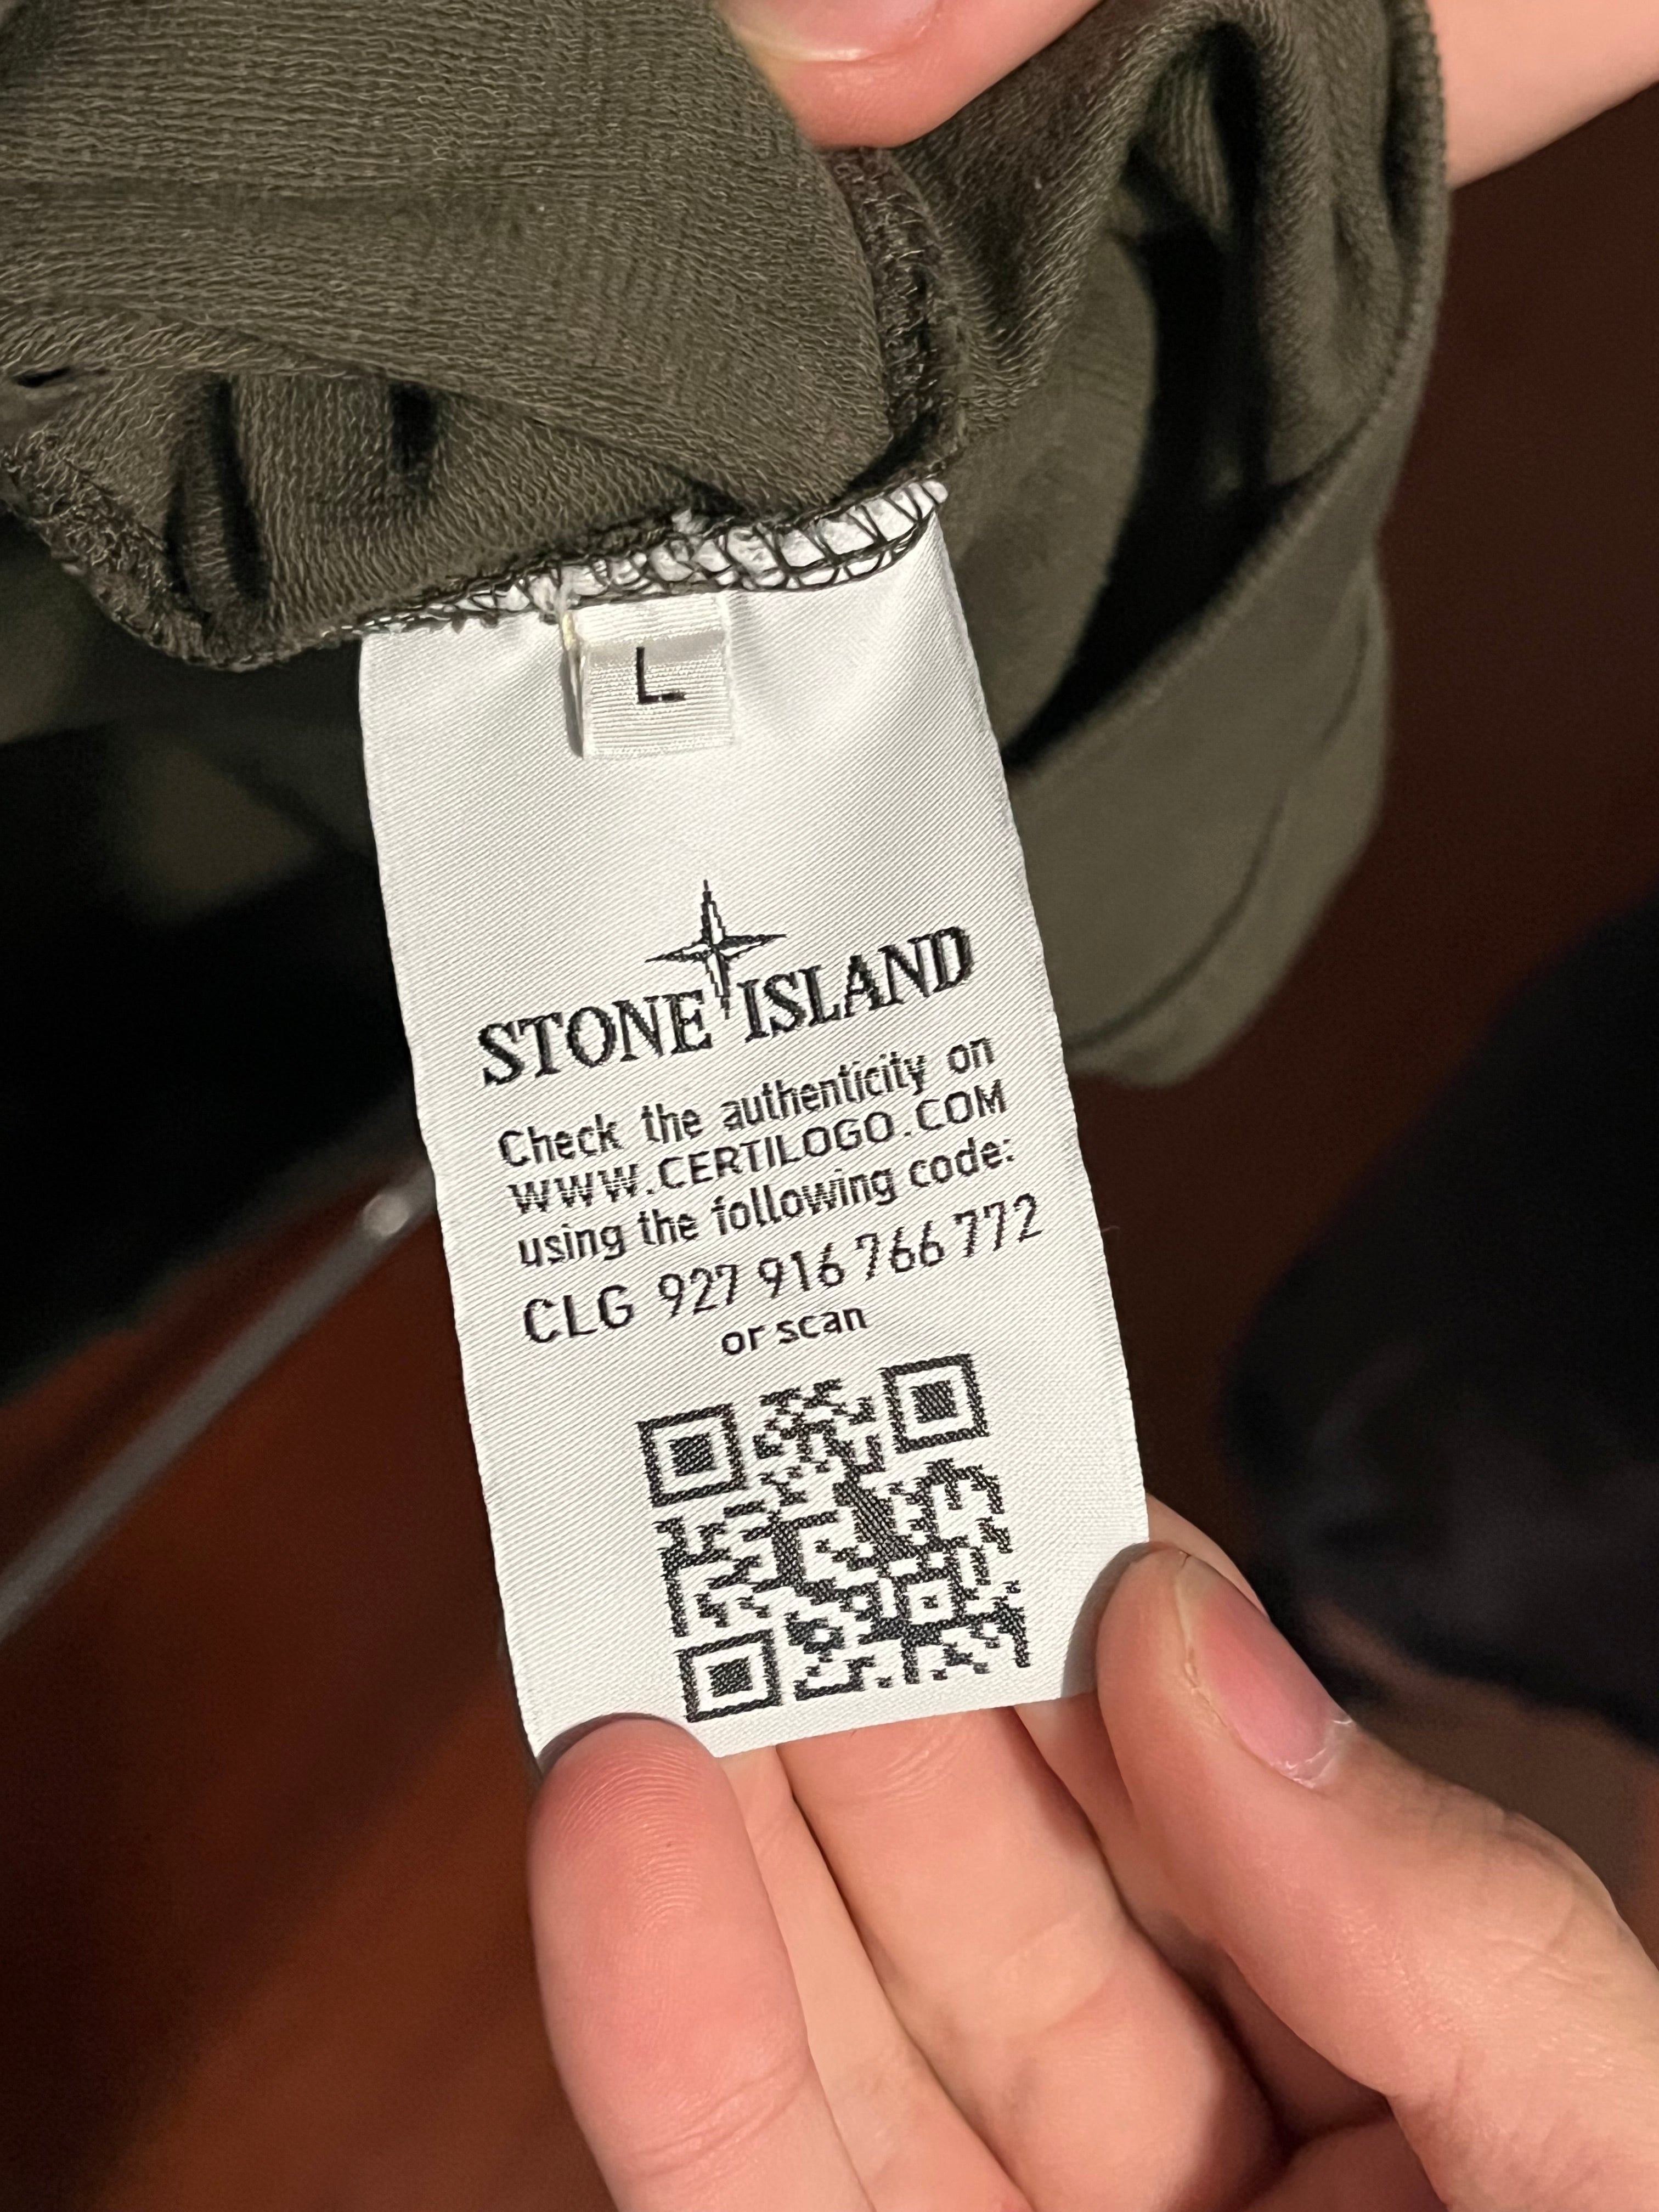 L
STONE ISLAND
Check the authenticity on
WWW.CERTILOGO.COM
using the following code:
CLG 927 916 766 772
or scan